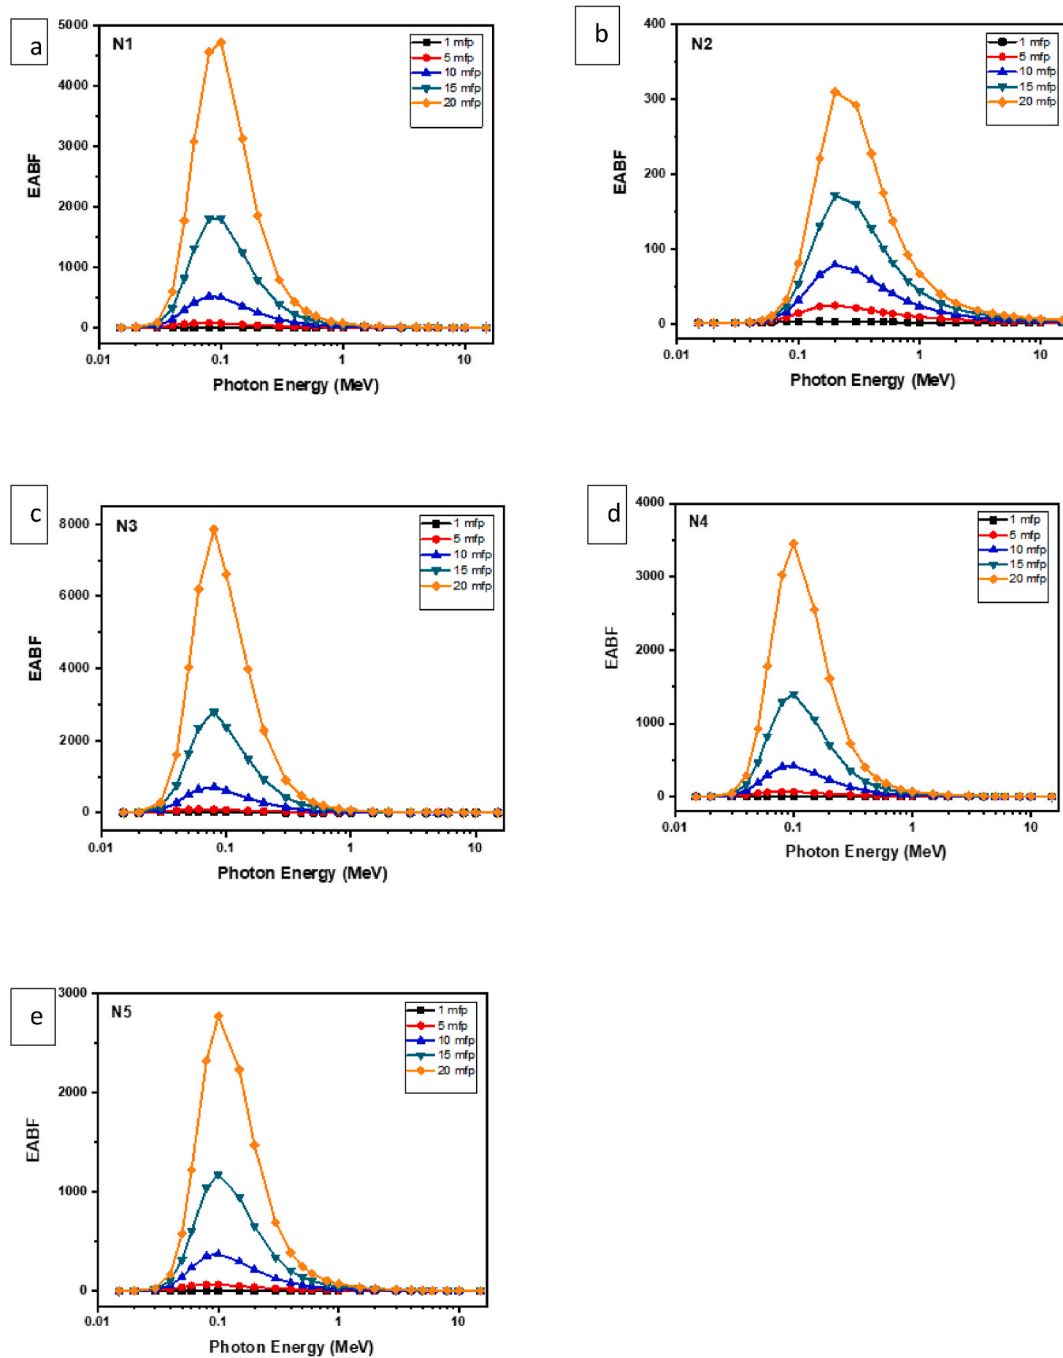 a
N1
5000
4000
3000
2000
1000
0
EABF
1 mfp
5 mfp
10 mfp
15 mfp
20 mfp
0.01 0.1 1 10
Photon Energy (MeV)
b
N2
400
300
200
100
0
EABF
1 mfp
5 mfp
10 mfp
15 mfp
20 mfp
0.01 0.1 1 10
Photon Energy (MeV)
c
N3
8000
6000
4000
2000
0
EABF
1 mfp
5 mfp
10 mfp
15 mfp
20 mfp
0.01 0.1 1 10
Photon Energy (MeV)
d
N4
4000
3000
2000
1000
0
EABF
1 mfp
5 mfp
10 mfp
15 mfp
20 mfp
0.01 0.1 1 10
Photon Energy (MeV)
e
N5
3000
2000
1000
0
EABF
1 mfp
5 mfp
10 mfp
15 mfp
20 mfp
0.01 0.1 1 10
Photon Energy (MeV)